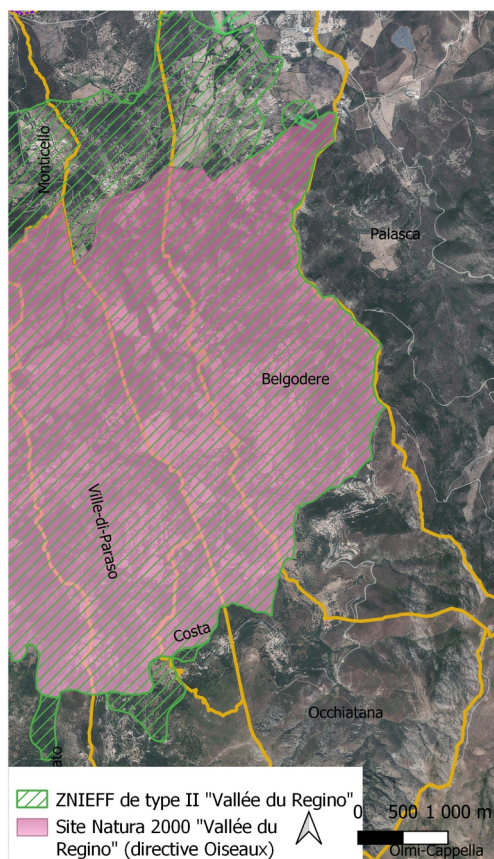 Monticello
Palasca
Belgodere
Ville-di-Paraso
Costa
Occhiatana
ZNIEFF de type II "Vallée du Regino"
Site Natura 2000 "Vallée du
Regino" (directive Oiseaux)
0 500 1 000 m
Olmi-Cappella